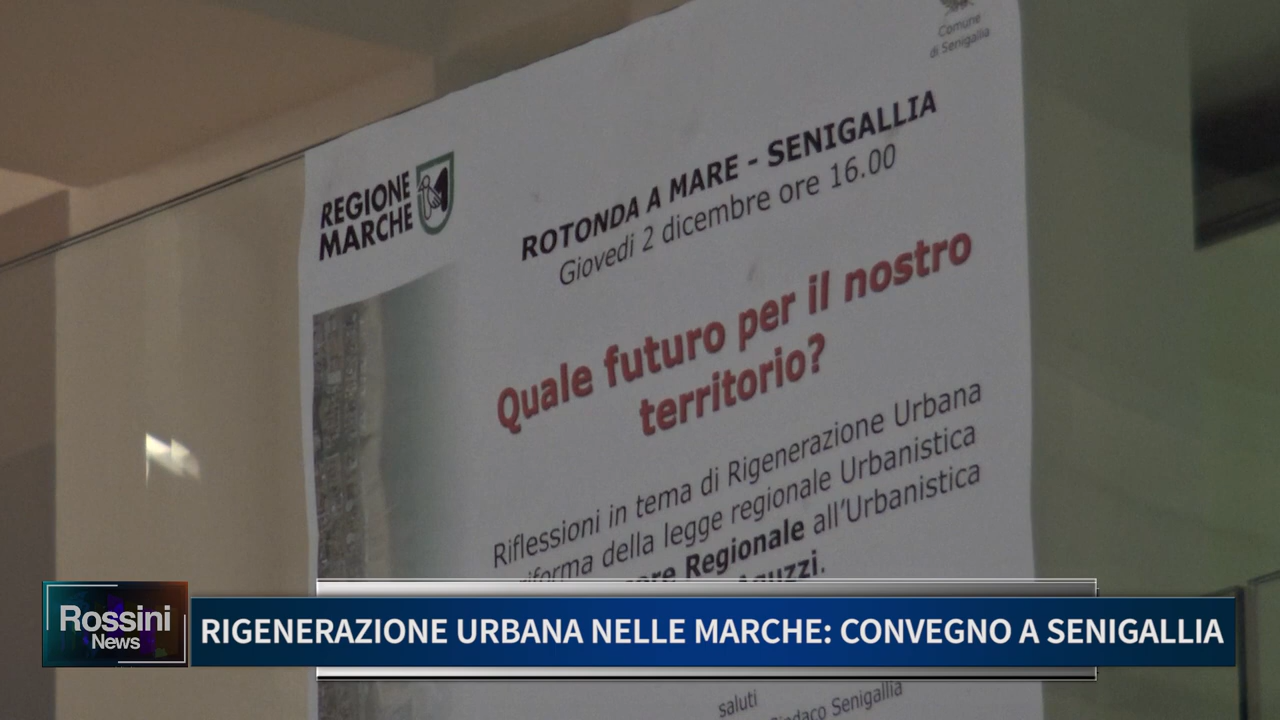 Comune
di Senigallia
REGIONE
MARCHE
ROTONDA A MARE - SENIGALLIA
Giovedì 2 dicembre ore 16.00
Quale futuro per il nostro
territorio?
Riflessioni in tema di Rigenerazione Urbana
riforma della legge regionale Urbanistica
Regionale all'Urbanistica
Aguzzi.
Rossini
News
RIGENERAZIONE URBANA NELLE MARCHE: CONVEGNO A SENIGALLIA
saluti
Sindaco Senigallia